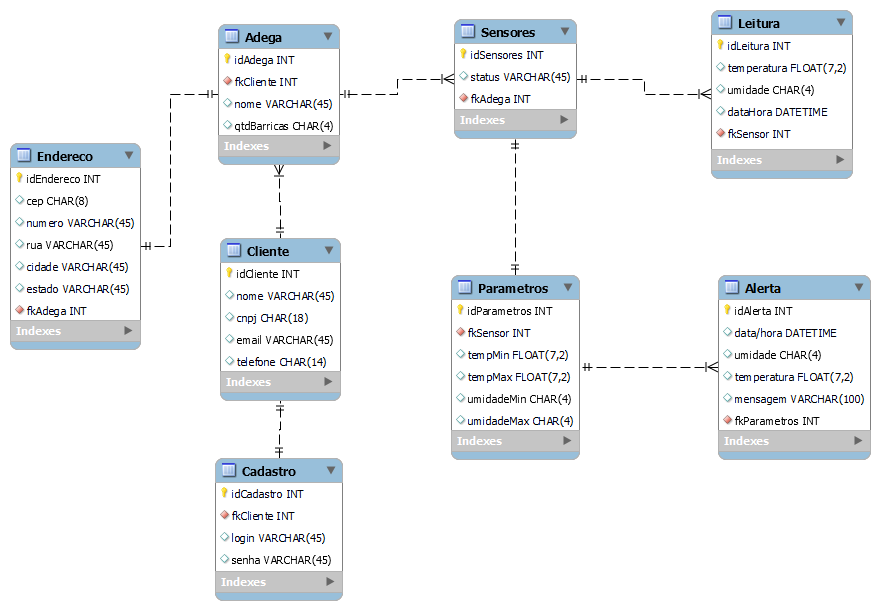 Adega
idAdega INT
fkCliente INT
nome VARCHAR(45)
qtdBarricas CHAR(4)
Indexes
Sensores
idSensores INT
status VARCHAR(45)
fkAdega INT
Indexes
Leitura
idLeitura INT
temperatura FLOAT(7,2)
umidade CHAR(4)
dataHora DATETIME
fkSensor INT
Indexes
Endereco
idEndereco INT
cep CHAR(8)
numero VARCHAR(45)
rua VARCHAR(45)
cidade VARCHAR(45)
estado VARCHAR(45)
fkAdega INT
Indexes
Cliente
idCliente INT
nome VARCHAR(45)
cnpj CHAR(18)
email VARCHAR(45)
telefone CHAR(14)
Indexes
Parametros
idParametros INT
fkSensor INT
tempMin FLOAT(7,2)
tempMax FLOAT(7,2)
umidadeMin CHAR(4)
umidadeMax CHAR(4)
Indexes
Alerta
idAlerta INT
data/hora DATETIME
umidade CHAR(4)
temperatura FLOAT(7,2)
mensagem VARCHAR(100)
fkParametros INT
Indexes
Cadastro
idCadastro INT
fkCliente INT
login VARCHAR(45)
senha VARCHAR(45)
Indexes